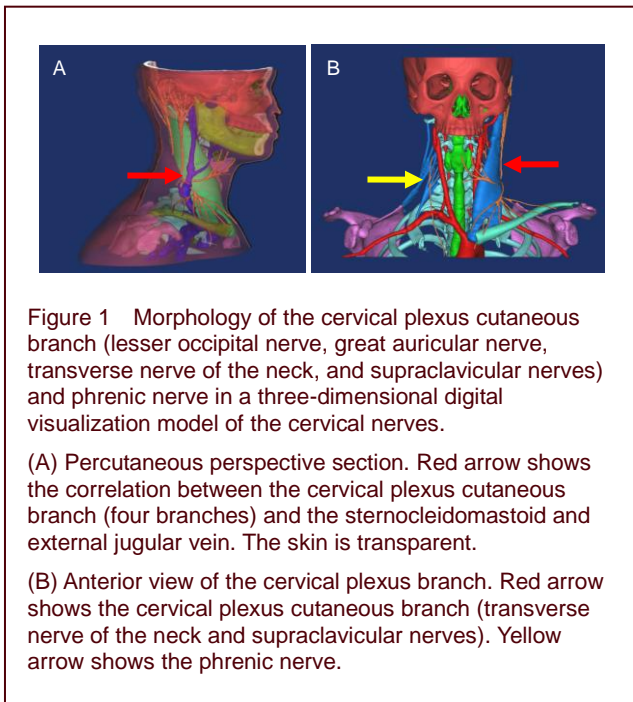 A
B
Figure 1 Morphology of the cervical plexus cutaneous
branch (lesser occipital nerve, great auricular nerve,
transverse nerve of the neck, and supraclavicular nerves)
and phrenic nerve in a three-dimensional digital
visualization model of the cervical nerves.
(A) Percutaneous perspective section. Red arrow shows
the correlation between the cervical plexus cutaneous
branch (four branches) and the sternocleidomastoid and
external jugular vein. The skin is transparent.
(B) Anterior view of the cervical plexus branch. Red arrow
shows the cervical plexus cutaneous branch (transverse
nerve of the neck and supraclavicular nerves). Yellow
arrow shows the phrenic nerve.